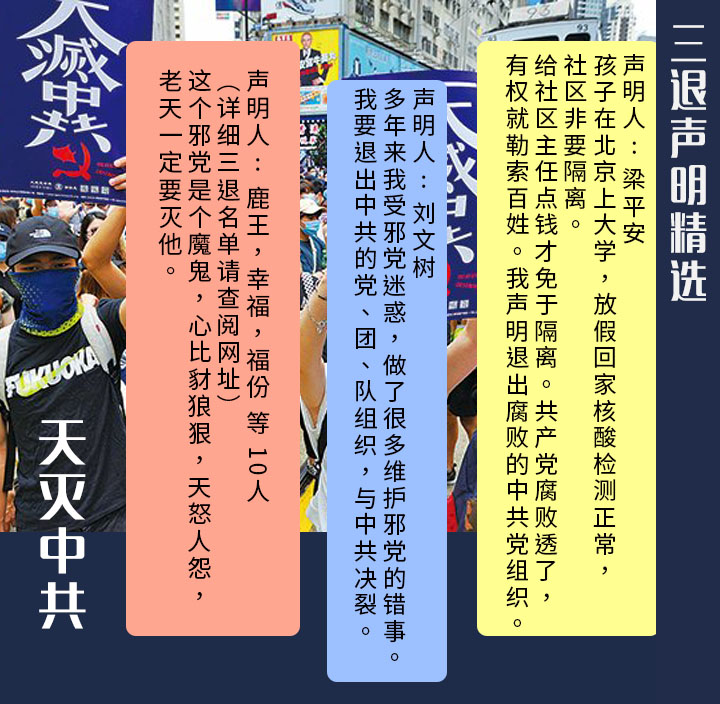 三退声明精选
声明人：梁平安
孩子在北京上大学，放假回家核酸检测正常，
社区非要隔离。
给社区主任点钱才免于隔离。共产党腐败透了，
有权就勒索百姓。我声明退出腐败的中共党组织。
声明人：刘文树
多年来我受邪党迷惑，做了很多维护邪党的错事。
我要退出中共的党、团、队组织，与中共决裂。
声明人：鹿王，幸福，福份 等 10人
（详细三退名单请查阅网址）
这个邪党是个魔鬼，心比豺狼狠，天怒人怨，
老天一定要灭他。
天灭中共
天滅中共
天滅中共
FUKUOKA
93